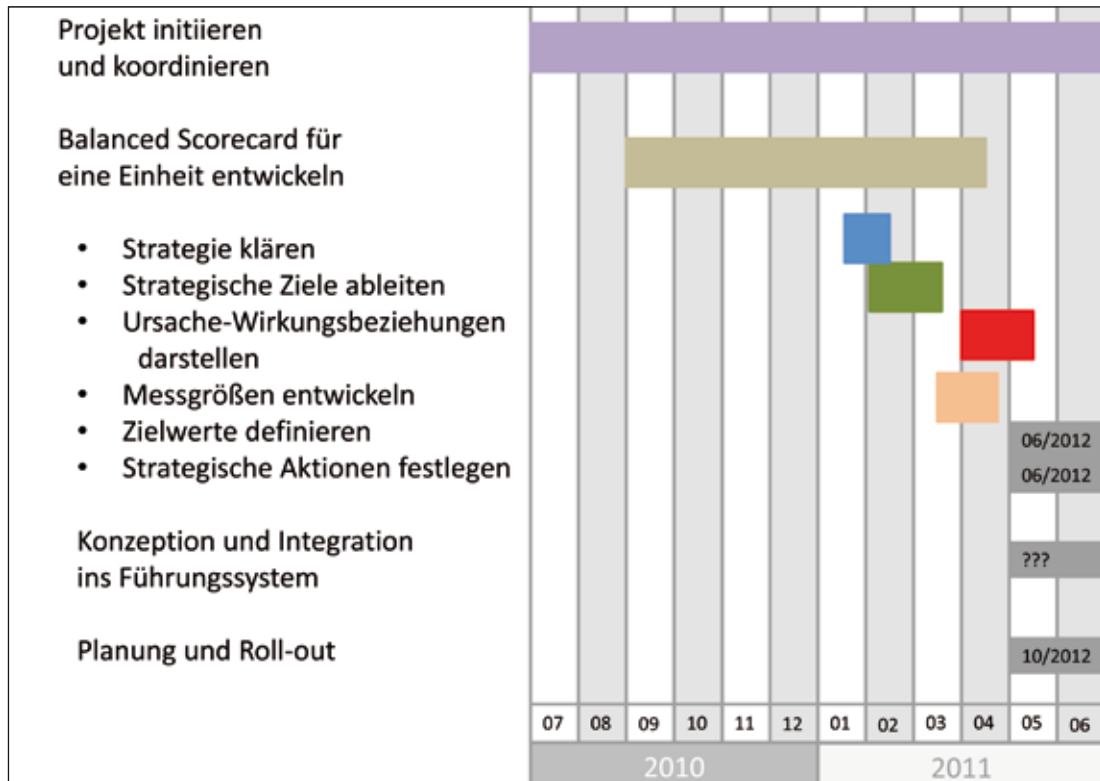 Projekt initiieren
und koordinieren
Balanced Scorecard für
eine Einheit entwickeln
• Strategie klären
• Strategische Ziele ableiten
• Ursache-Wirkungsbeziehungen
darstellen
• Messgrößen entwickeln
• Zielwerte definieren
06/2012
• Strategische Aktionen festlegen
06/2012
Konzeption und Integration
ins Führungssystem
???
Planung und Roll-out
10/2012
07 08 09 10 11 12 01 02 03 04 05 06
2010 2011